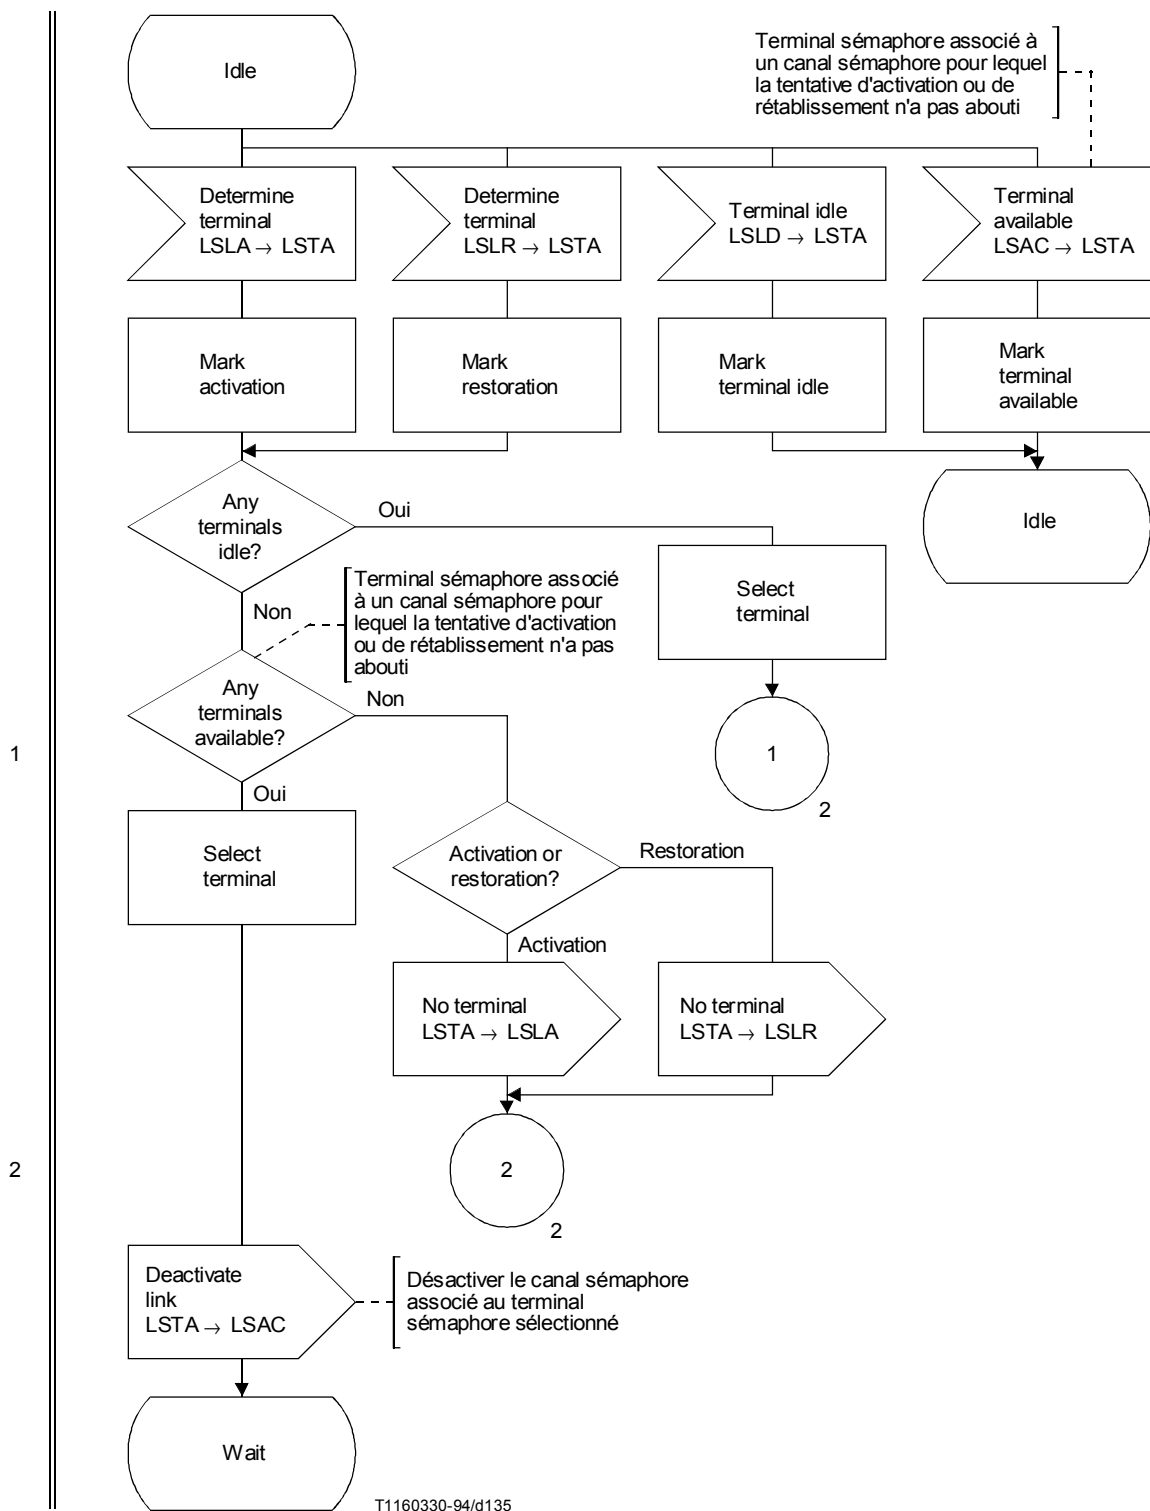 Idle
Terminal sémaphore associé à
un canal sémaphore pour lequel
la tentative d'activation ou de
rétablissement n'a pas abouti
Determine
terminal
LSLA → LSTA
Determine
terminal
LSLR → LSTA
Terminal idle
LSLD → LSTA
Terminal
available
LSAC → LSTA
Mark
activation
Mark
restoration
Mark
terminal idle
Mark
terminal
available
Any
terminals
idle?
Oui
Idle
Non
Terminal sémaphore associé
à un canal sémaphore pour
lequel la tentative d'activation
ou de rétablissement n'a pas
abouti
Select
terminal
Any
terminals
available?
Non
1
1
2
Oui
Select
terminal
Activation or
restoration?
Restoration
Activation
No terminal
LSTA → LSLA
No terminal
LSTA → LSLR
2
2
2
Deactivate
link
LSTA → LSAC
Désactiver le canal sémaphore
associé au terminal
sémaphore sélectionné
Wait
T1160330-94/d135